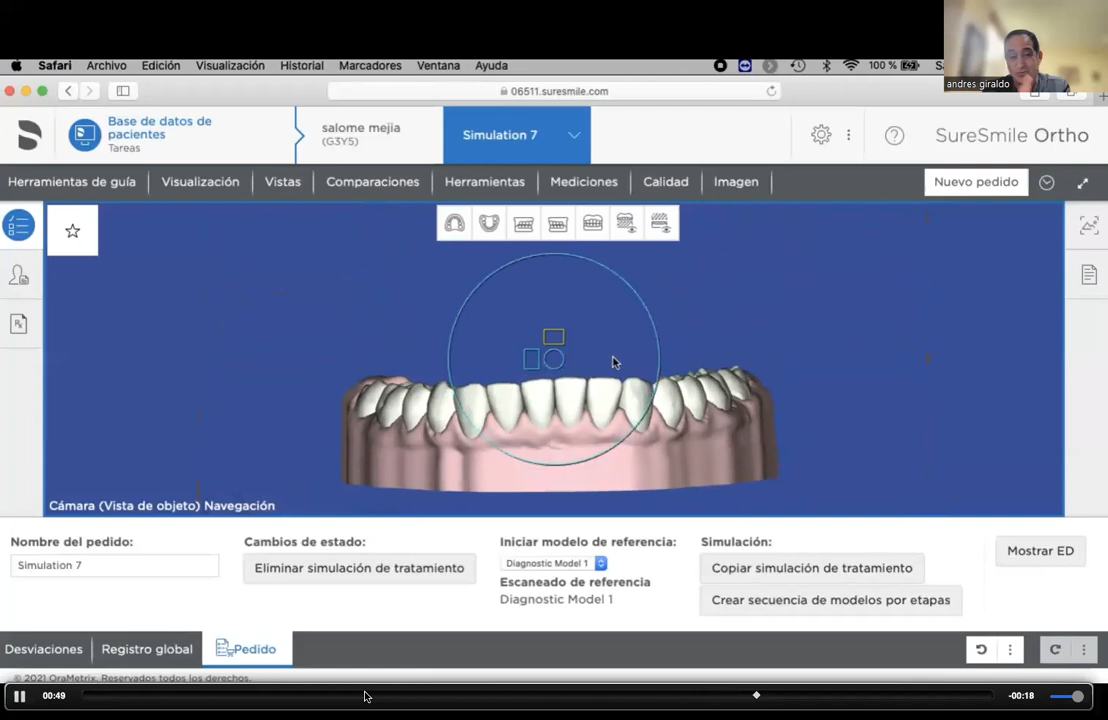 Safari Archivo Edición Visualización Historial Marcadores Ventana Ayuda 100 %
andres giraldo
06511.suresmile.com
Base de datos de pacientes
Tareas
salome mejia
(G3Y5)
Simulation 7
SureSmile Ortho
Herramientas de guía Visualización Vistas Comparaciones Herramientas Mediciones Calidad Imagen Nuevo pedido
Cámara (Vista de objeto) Navegación
Nombre del pedido:
Simulation 7
Cambios de estado:
Eliminar simulación de tratamiento
Iniciar modelo de referencia:
Diagnostic Model 1
Escaneado de referencia
Diagnostic Model 1
Simulación:
Copiar simulación de tratamiento
Crear secuencia de modelos por etapas
Mostrar ED
Desviaciones Registro global Pedido
© 2021 OraMetrix. Reservados todos los derechos.
00:49 -00:18